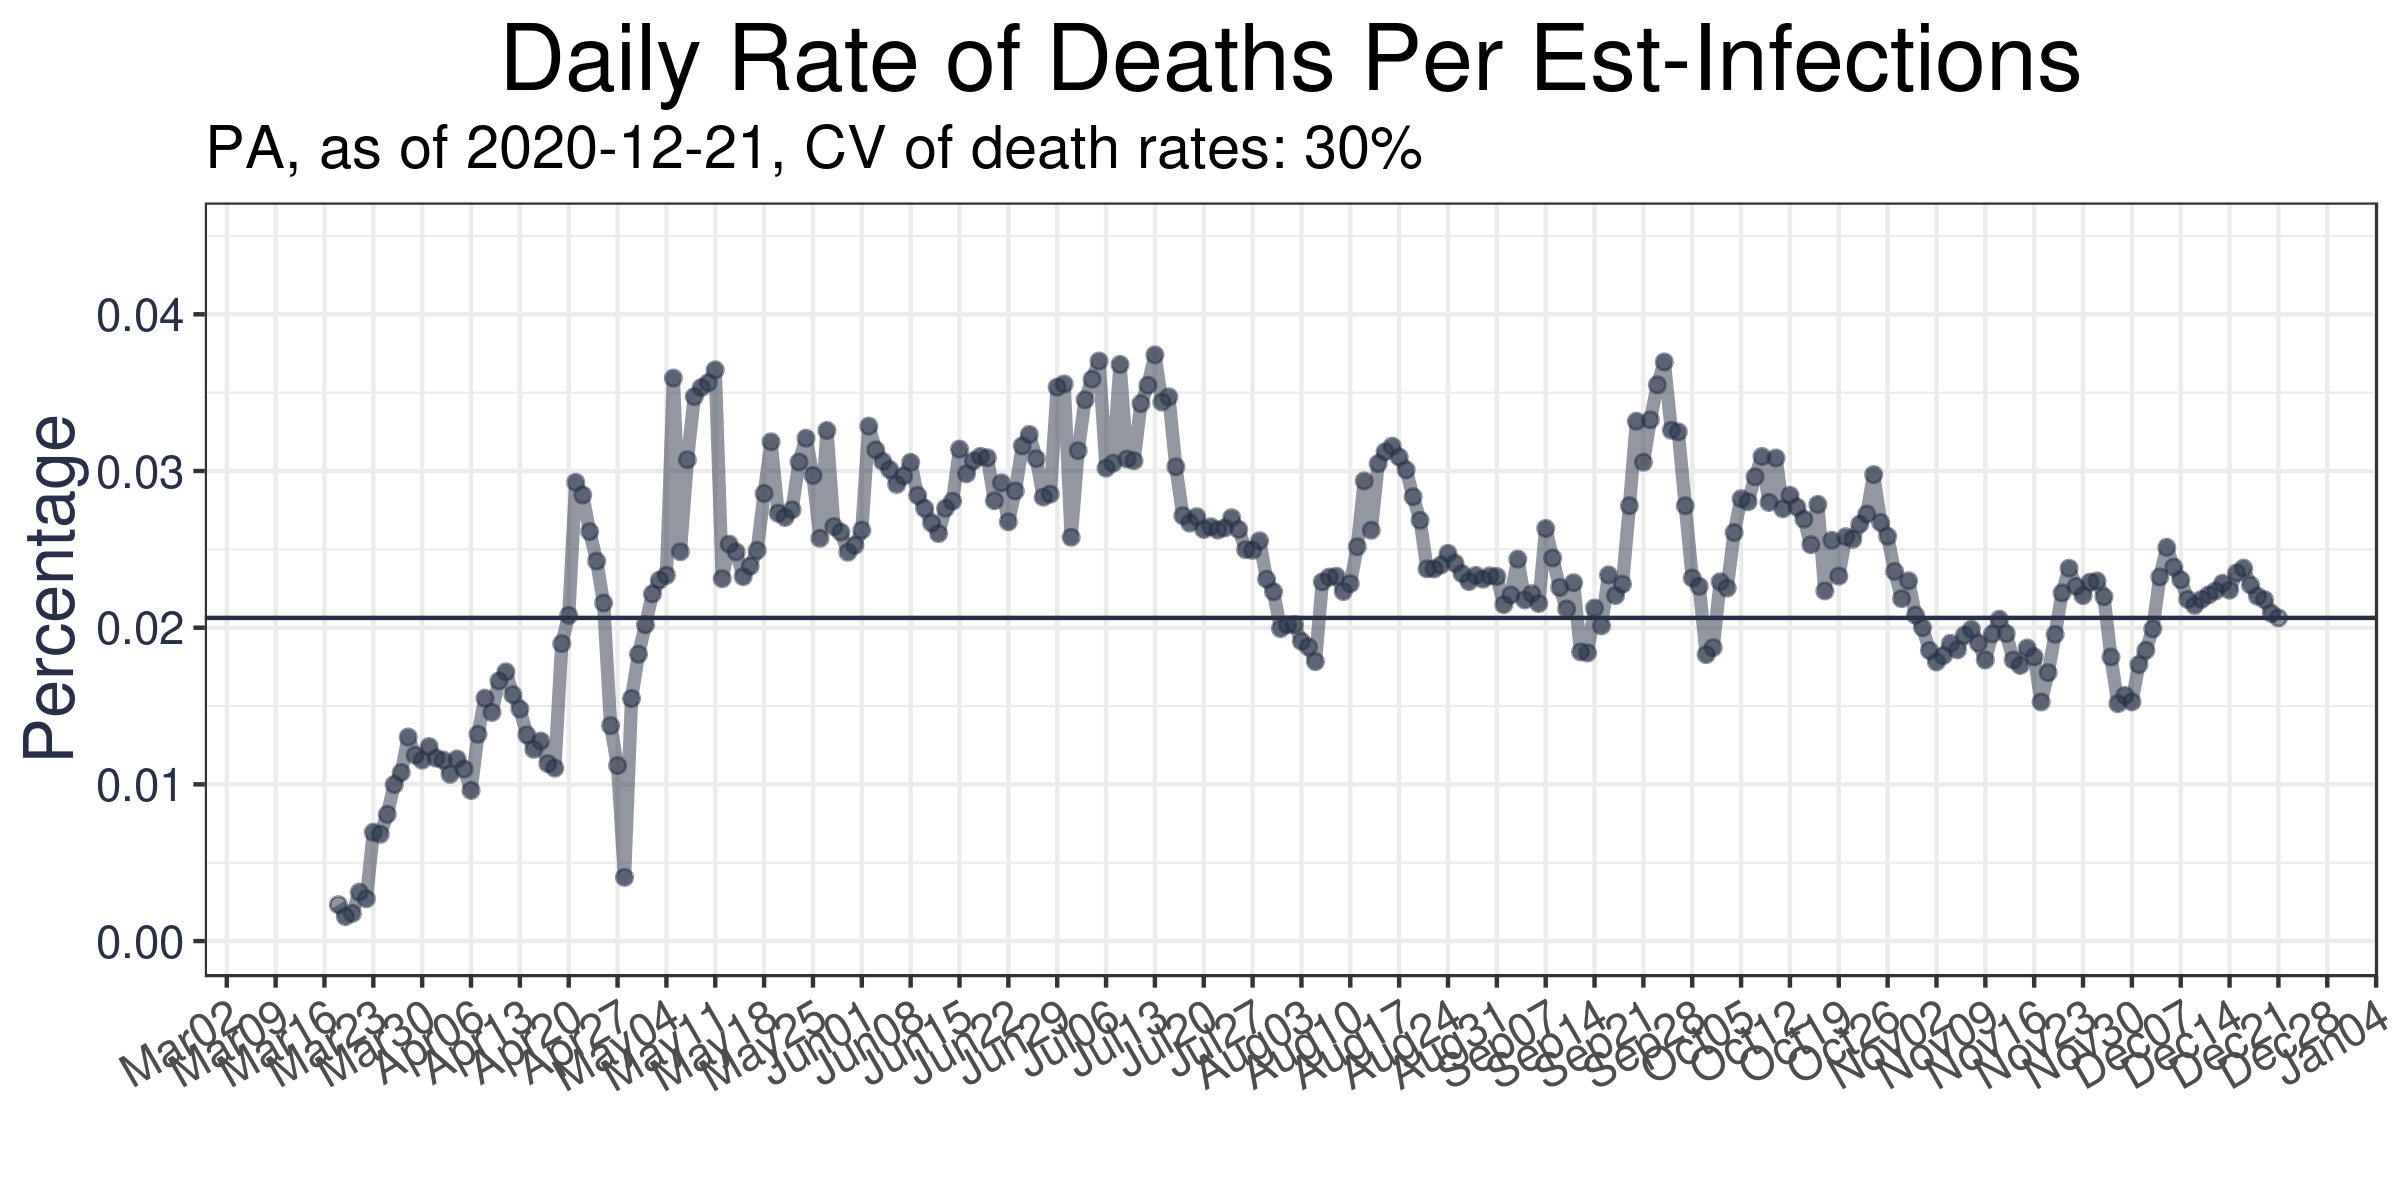 Daily Rate of Deaths Per Est-Infections
PA, as of 2020-12-21, CV of death rates: 30%
Percentage
0.04
0.03
0.02
0.01
0.00
Mar02
Mar09
Mar16
Mar23
Mar30
Apr06
Apr13
Apr20
Apr27
May04
May11
May18
May25
Jun01
Jun08
Jun15
Jun22
Jun29
Jul06
Jul13
Jul20
Jul27
Aug03
Aug10
Aug17
Aug24
Aug31
Sep07
Sep14
Sep21
Sep28
Oct05
Oct12
Oct19
Oct26
Nov02
Nov09
Nov16
Nov23
Nov30
Dec07
Dec14
Dec21
Dec28
Jan04